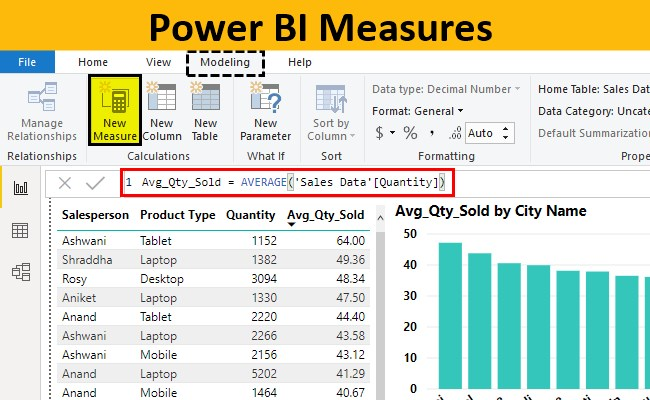 Power BI Measures
File Home View Modeling Help
Manage Relationships
New Measure
New Column
New Table
New Parameter
Sort by Column
Data type: Decimal Number
Format: General
$ % , .00 Auto
Home Table: Sales Dat
Data Category: Uncate
Default Summarization
Relationships Calculations What If Formatting Prope
1 Avg_Qty_Sold = AVERAGE('Sales Data'[Quantity])
Salesperson Product Type Quantity Avg_Qty_Sold
Ashwani Tablet 1152 64.00
Shraddha Laptop 1382 49.36
Rosy Desktop 3094 48.34
Aniket Laptop 1330 47.50
Anand Tablet 2220 44.40
Ashwani Laptop 2266 43.58
Ashwani Mobile 2156 43.12
Anand Laptop 5202 41.29
Anand Mobile 1464 40.67
Avg_Qty_Sold by City Name
50
40
30
20
10
0